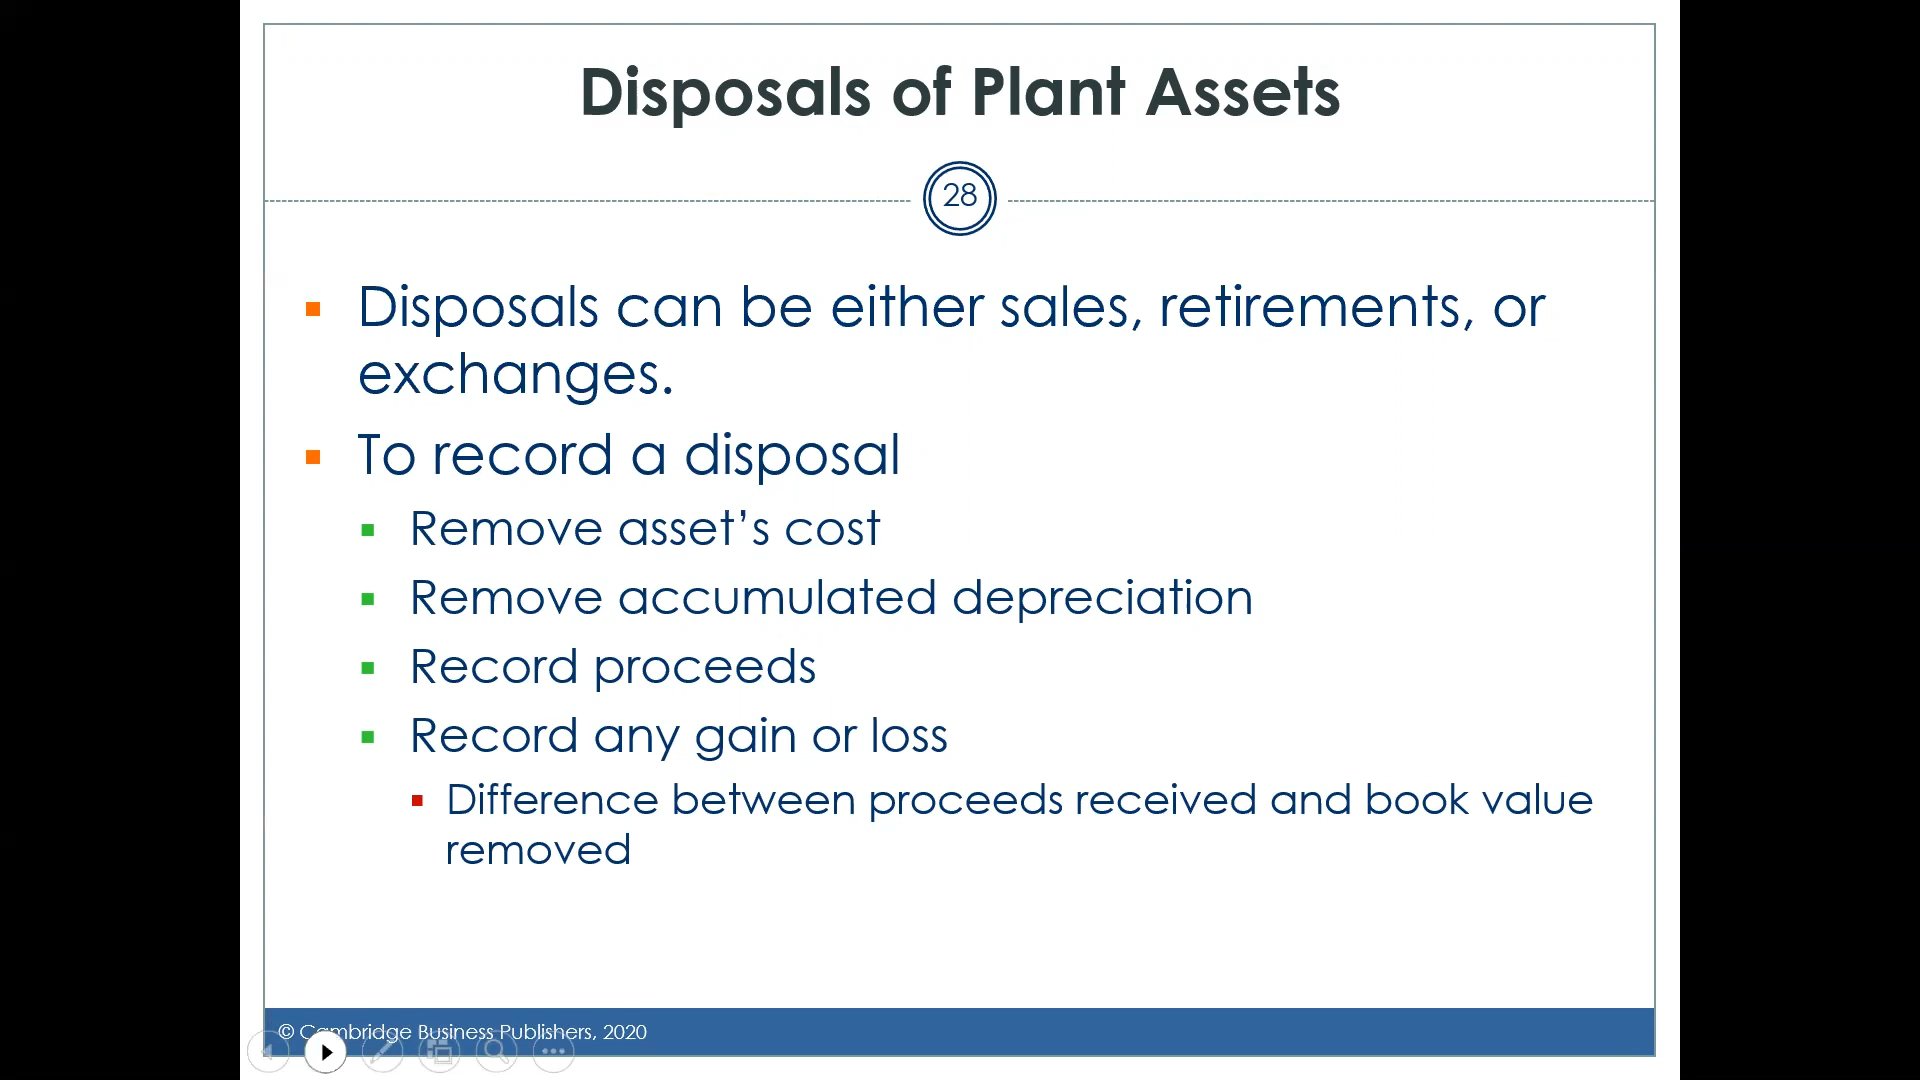 Disposals of Plant Assets
28
Disposals can be either sales, retirements, or
exchanges.
To record a disposal
Remove asset’s cost
Remove accumulated depreciation
Record proceeds
Record any gain or loss
Difference between proceeds received and book value
removed
© Cambridge Business Publishers, 2020